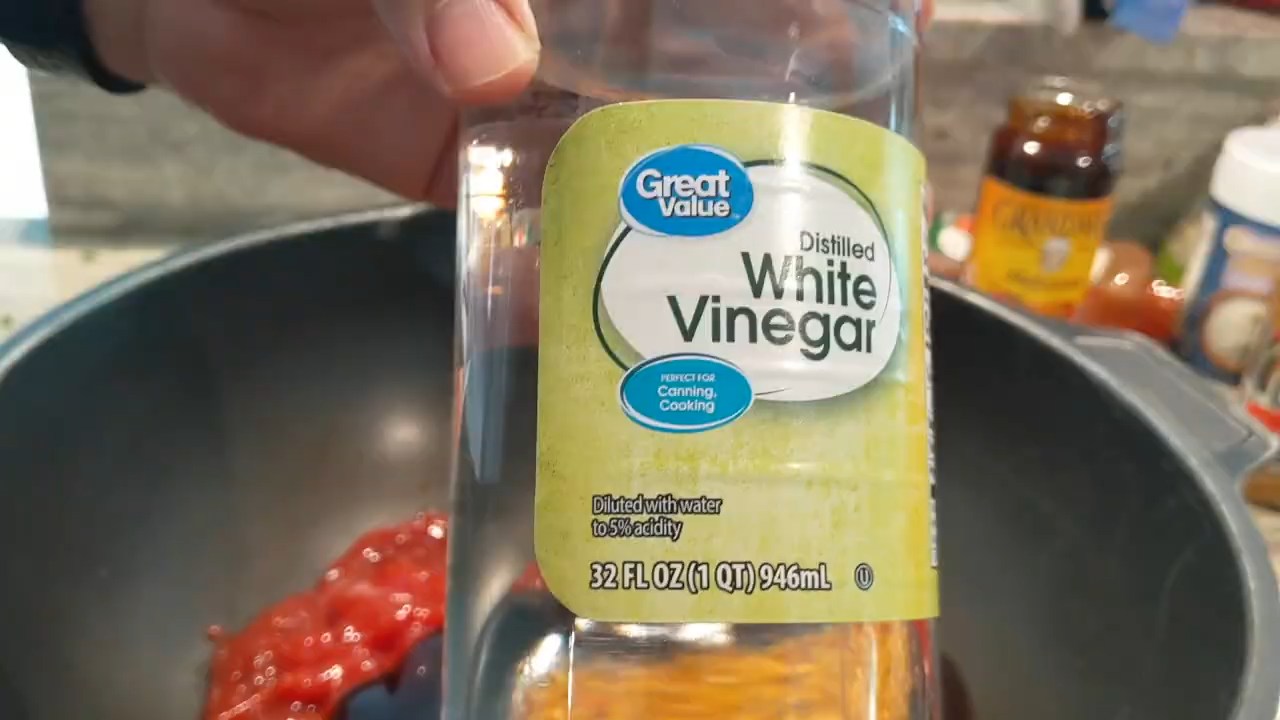 Great
Value
Distilled
White
Vinegar
PERFECT FOR
Canning,
Cooking
Diluted with water
to 5% acidity
32 FL OZ (1 QT) 946mL
U
GRANDMA'S